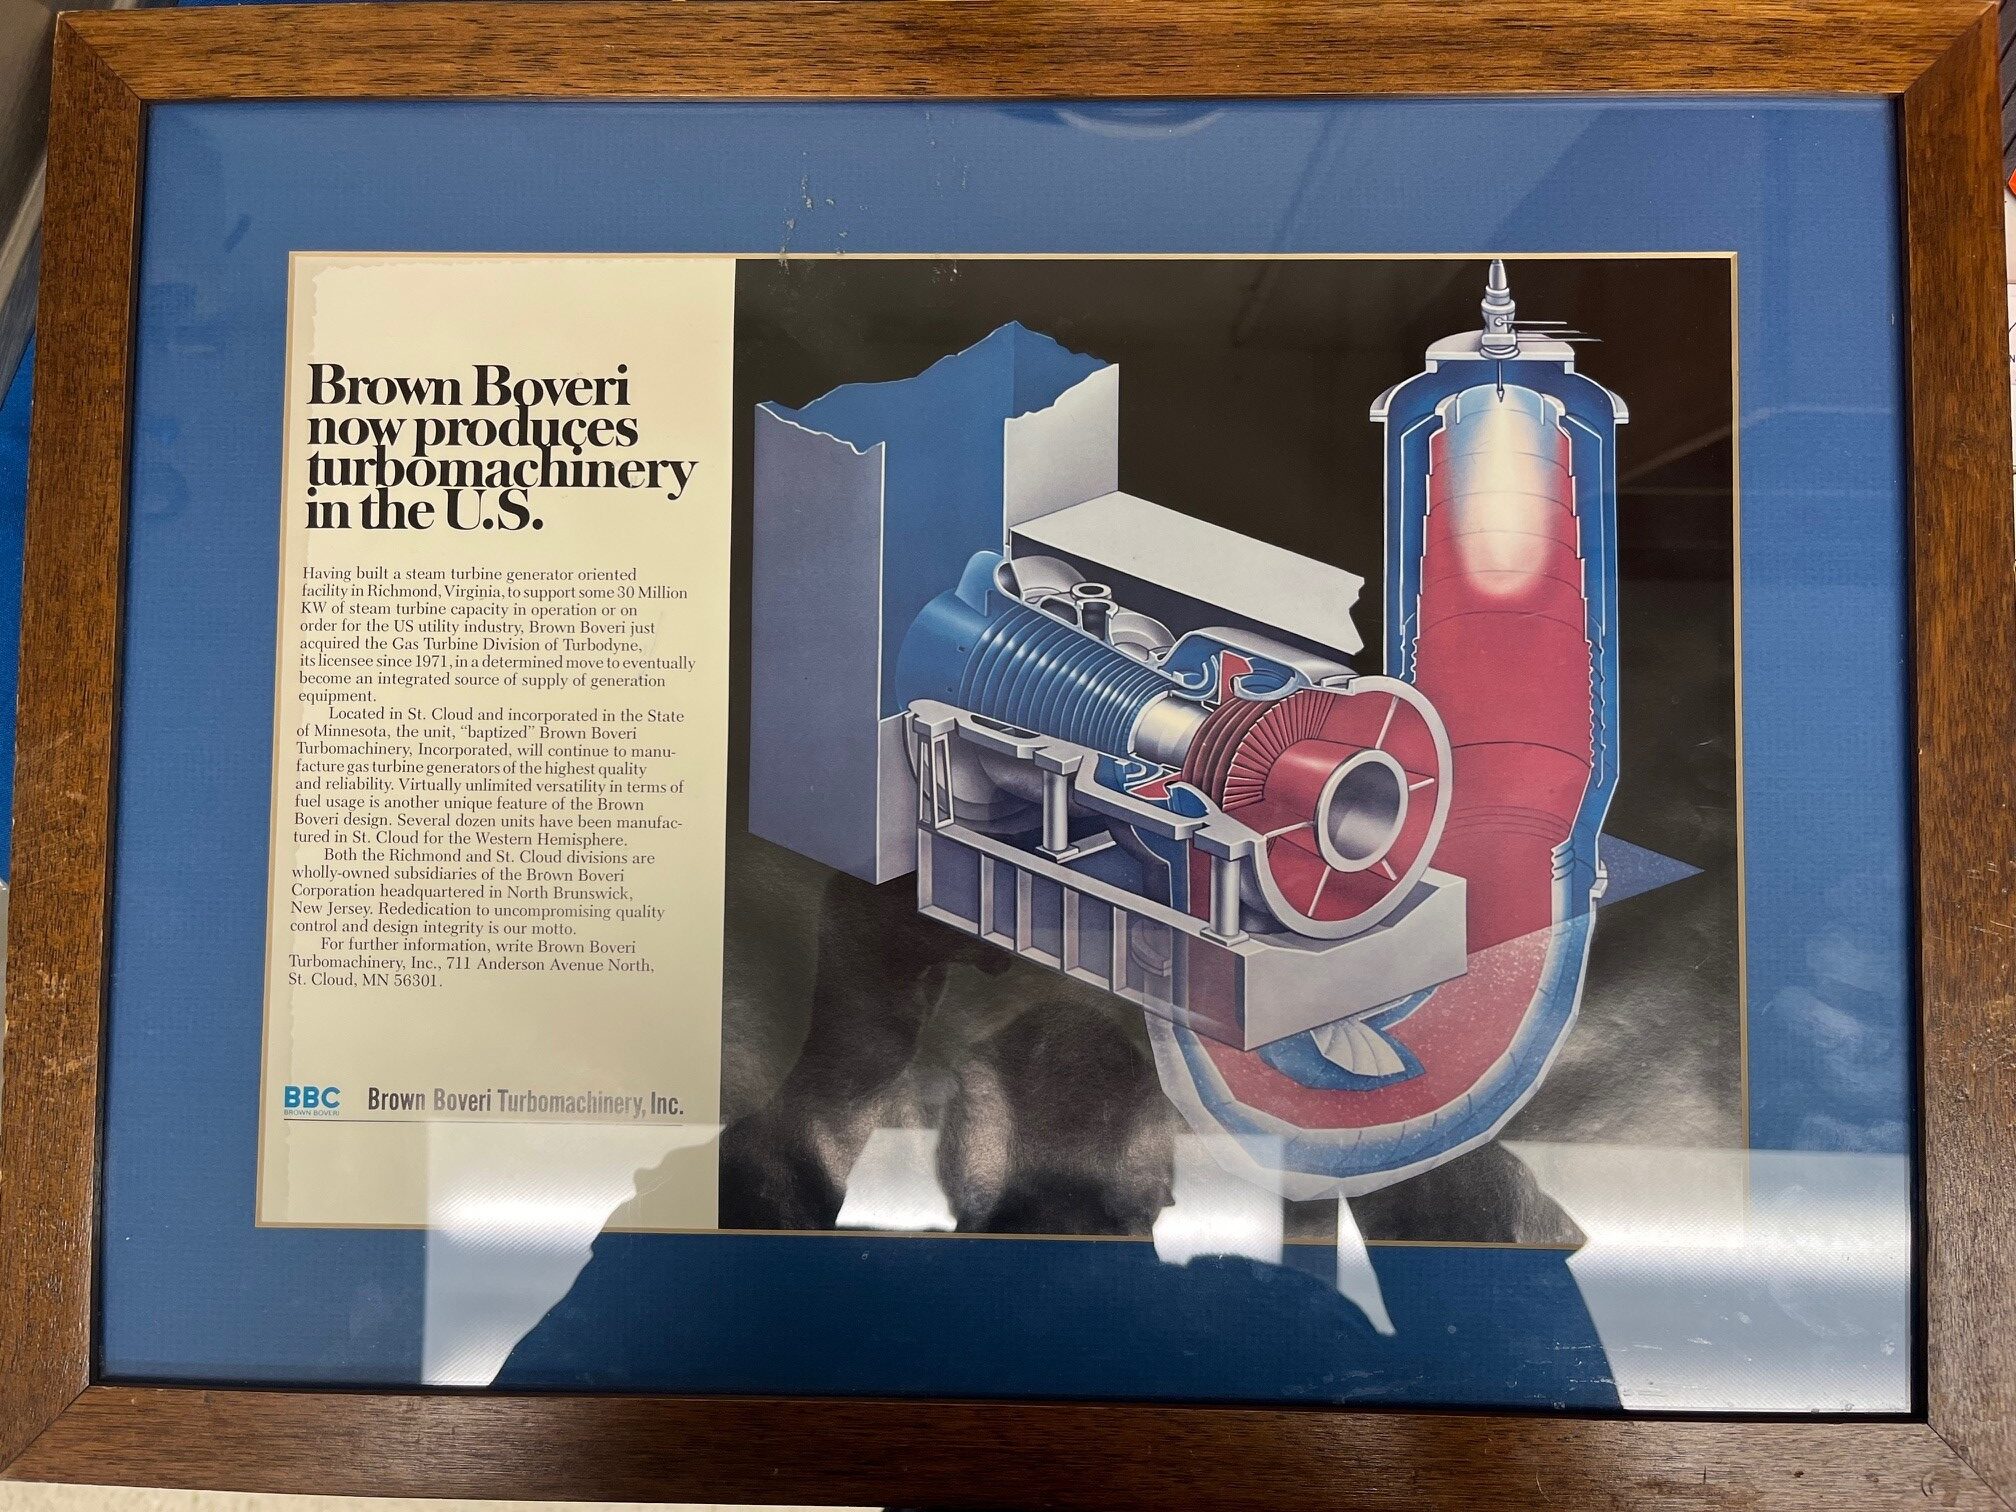 Brown Boveri
now produces
turbomachinery
in the U.S.
Having built a steam turbine generator oriented
facility in Richmond, Virginia, to support some 30 Million
KW of steam turbine capacity in operation or on
order for the US utility industry, Brown Boveri just
acquired the Gas Turbine Division of Turbodyne,
its licensee since 1971, in a determined move to eventually
become an integrated source of supply of generation
equipment.
Located in St. Cloud and incorporated in the State
of Minnesota, the unit, “baptized” Brown Boveri
Turbomachinery, Incorporated, will continue to manu-
facture gas turbine generators of the highest quality
and reliability. Virtually unlimited versatility in terms of
fuel usage is another unique feature of the Brown
Boveri design. Several dozen units have been manufac-
tured in St. Cloud for the Western Hemisphere.
Both the Richmond and St. Cloud divisions are
wholly-owned subsidiaries of the Brown Boveri
Corporation headquartered in North Brunswick,
New Jersey. Rededication to uncompromising quality
control and design integrity is our motto.
For further information, write Brown Boveri
Turbomachinery, Inc., 711 Anderson Avenue North,
St. Cloud, MN 56301.
BBC
BROWN BOVERI
Brown Boveri Turbomachinery, Inc.